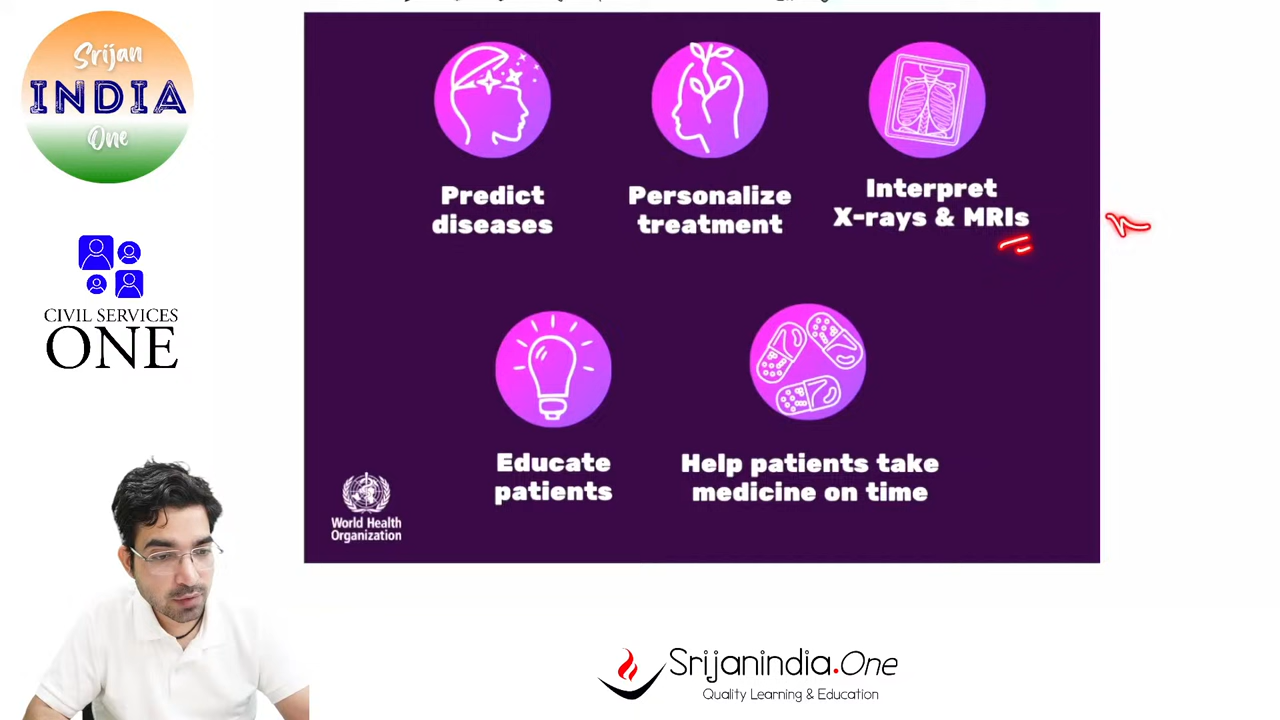 Srijan
INDIA
One
CIVIL SERVICES
ONE
Predict
diseases
Personalize
treatment
Interpret
X-rays & MRIs
Educate
patients
Help patients take
medicine on time
World Health
Organization
Srijanindia.One
Quality Learning & Education